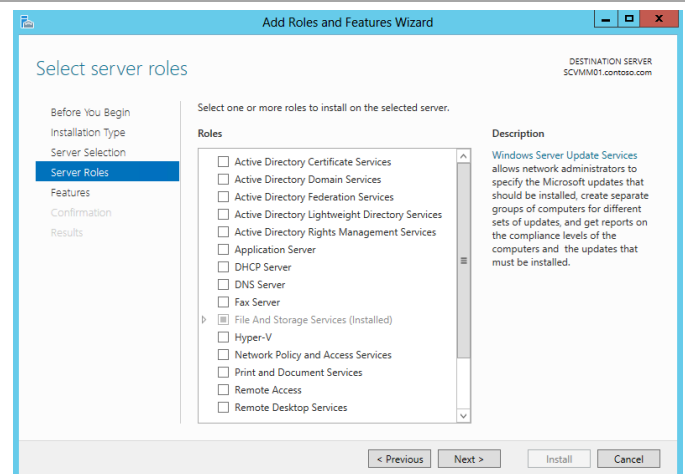 Add Roles and Features Wizard
Select server roles
DESTINATION SERVER
SCVMM01.contoso.com
Before You Begin
Installation Type
Server Selection
Server Roles
Features
Confirmation
Results
Select one or more roles to install on the selected server.
Roles
Active Directory Certificate Services
Active Directory Domain Services
Active Directory Federation Services
Active Directory Lightweight Directory Services
Active Directory Rights Management Services
Application Server
DHCP Server
DNS Server
Fax Server
File And Storage Services (Installed)
Hyper-V
Network Policy and Access Services
Print and Document Services
Remote Access
Remote Desktop Services
Description
Windows Server Update Services
allows network administrators to
specify the Microsoft updates that
should be installed, create separate
groups of computers for different
sets of updates, and get reports on
the compliance levels of the
computers and the updates that
must be installed.
< Previous
Next >
Install
Cancel